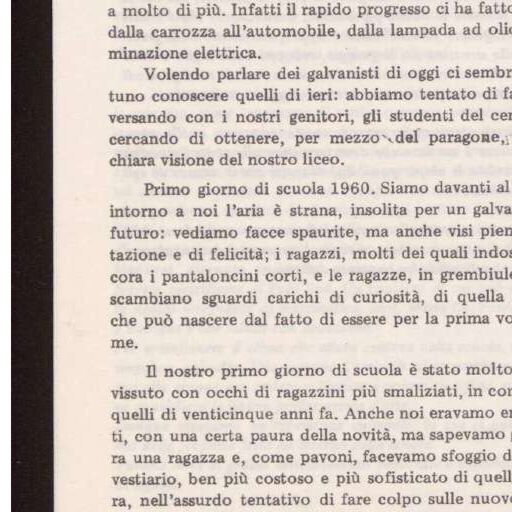 a molto di più. Infatti il rapido progresso ci ha fatto
dalla carrozza all'automobile, dalla lampada ad olio
minazione elettrica.
Volendo parlare dei galvanisti di oggi ci sembr
tuno conoscere quelli di ieri: abbiamo tentato di fa
versando con i nostri genitori, gli studenti del cen
cercando di ottenere, per mezzo del paragone,
chiara visione del nostro liceo.
Primo giorno di scuola 1960. Siamo davanti al
intorno a noi l'aria è strana, insolita per un galva
futuro: vediamo facce spaurite, ma anche visi pien
tazione e di felicità; i ragazzi, molti dei quali indos
cora i pantaloncini corti, e le ragazze, in grembiule
scambiano sguardi carichi di curiosità, di quella
che può nascere dal fatto di essere per la prima vo
me.
Il nostro primo giorno di scuola è stato molto
vissuto con occhi di ragazzini più smaliziati, in con
quelli di venticinque anni fa. Anche noi eravamo en
ti, con una certa paura della novità, ma sapevamo
ra una ragazza e, come pavoni, facevamo sfoggio d
vestiario, ben più costoso e più sofisticato di quell
ra, nell'assurdo tentativo di fare colpo sulle nuove